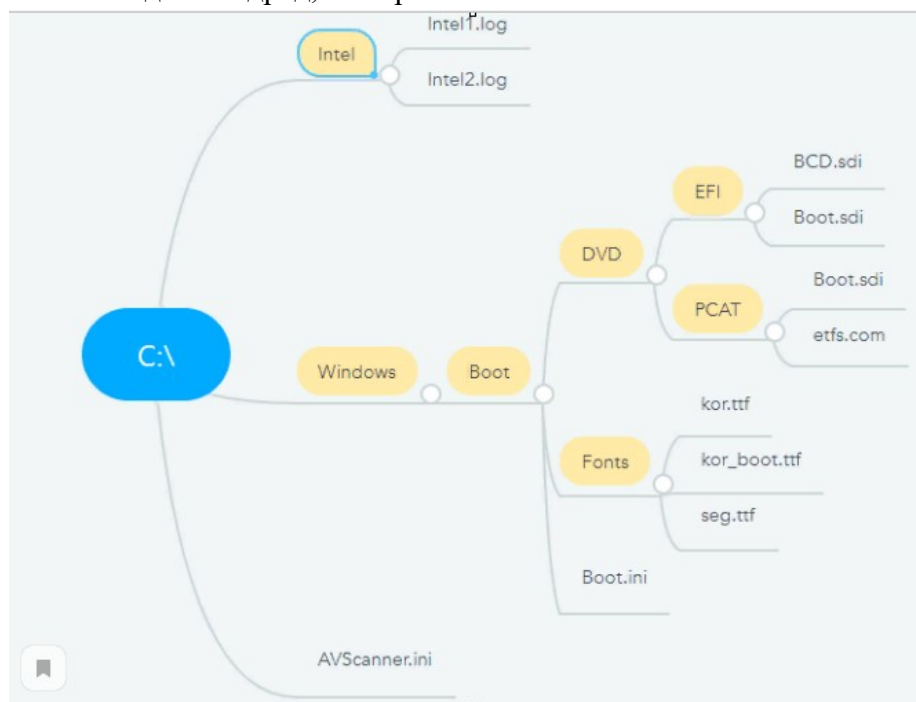 Intel1.log
Intel
Intel2.log
BCD.sdi
EFI
Boot.sdi
DVD
Boot.sdi
PCAT
etfs.com
C:\
Windows
Boot
kor.ttf
Fonts
kor_boot.ttf
seg.ttf
Boot.ini
AVScanner.ini